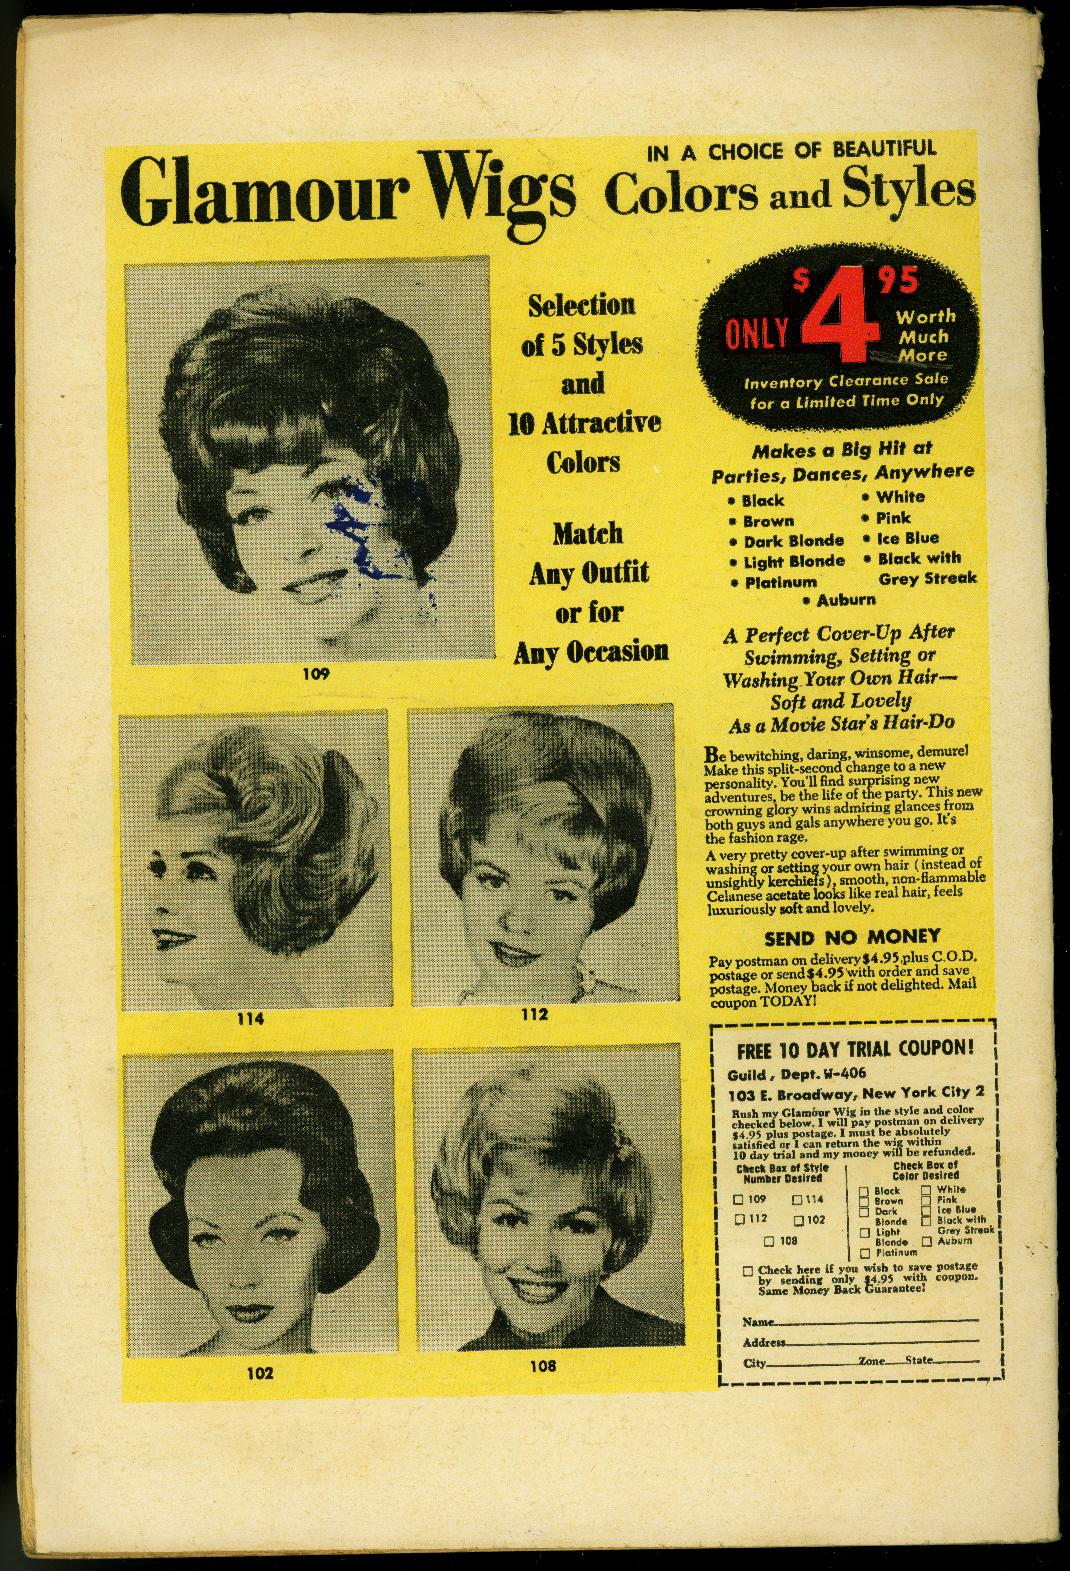 Glamour Wigs
IN A CHOICE OF BEAUTIFUL
Colors and Styles
Selection
of 5 Styles
and
10 Attractive
Colors
Match
Any Outfit
or for
Any Occasion
109
114
112
102
108
ONLY $4.95
Worth
Much
More
Inventory Clearance Sale
for a Limited Time Only
Makes a Big Hit at
Parties, Dances, Anywhere
• Black
• Brown
• Dark Blonde
• Light Blonde
• Platinum
• White
• Pink
• Ice Blue
• Black with
Grey Streak
• Auburn
A Perfect Cover-Up After
Swimming, Setting or
Washing Your Own Hair—
Soft and Lovely
As a Movie Star's Hair-Do
Be bewitching, daring, winsome, demure!
Make this split-second change to a new
personality. You'll find surprising new
adventures, be the life of the party. This new
crowning glory wins admiring glances from
both guys and gals anywhere you go. It's
the fashion rage.
A very pretty cover-up after swimming or
washing or setting your own hair (instead of
unsightly kerchiefs), smooth, non-flammable
Celanese acetate looks like real hair, feels
luxuriously soft and lovely.
SEND NO MONEY
Pay postman on delivery $4.95 plus C.O.D.
postage or send $4.95 with order and save
postage. Money back if not delighted. Mail
coupon TODAY!
FREE 10 DAY TRIAL COUPON!
Guild, Dept. W-406
103 E. Broadway, New York City 2
Rush my Glamour Wig in the style and color
checked below. I will pay postman on delivery
$4.95 plus postage. I must be absolutely
satisfied or I can return the wig within
10 day trial and my money will be refunded.
Check Box of Style
Number Desired
☐ 109 ☐ 114
☐ 112 ☐ 102
☐ 108
Check Box of
Color Desired
☐ Black
☐ Brown
☐ Dark
Blonde
☐ Light
Blonde
☐ Platinum
☐ White
☐ Pink
☐ Ice Blue
☐ Black with
Grey Streak
☐ Auburn
☐ Check here if you wish to save postage
by sending only $4.95 with coupon.
Same Money Back Guarantee!
Name
Address
City Zone State